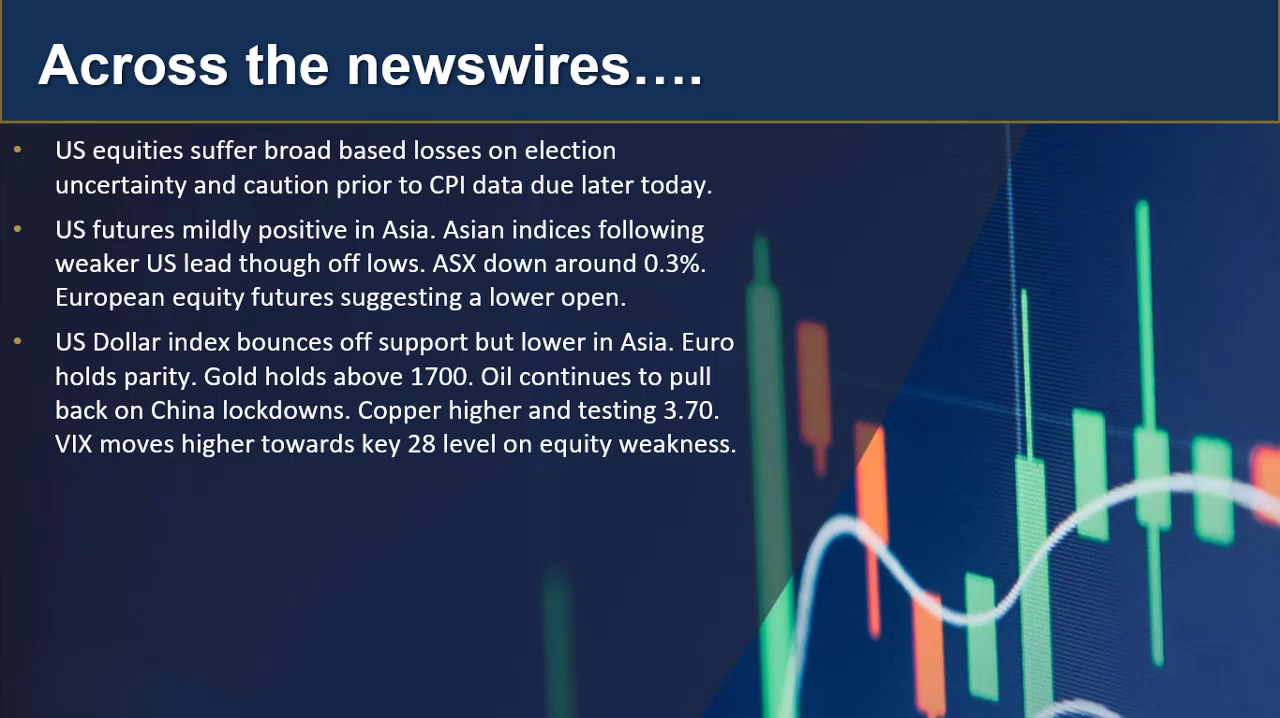 Across the newswires….
• US equities suffer broad based losses on election
uncertainty and caution prior to CPI data due later today.
• US futures mildly positive in Asia. Asian indices following
weaker US lead though off lows. ASX down around 0.3%.
European equity futures suggesting a lower open.
• US Dollar index bounces off support but lower in Asia. Euro
holds parity. Gold holds above 1700. Oil continues to pull
back on China lockdowns. Copper higher and testing 3.70.
VIX moves higher towards key 28 level on equity weakness.